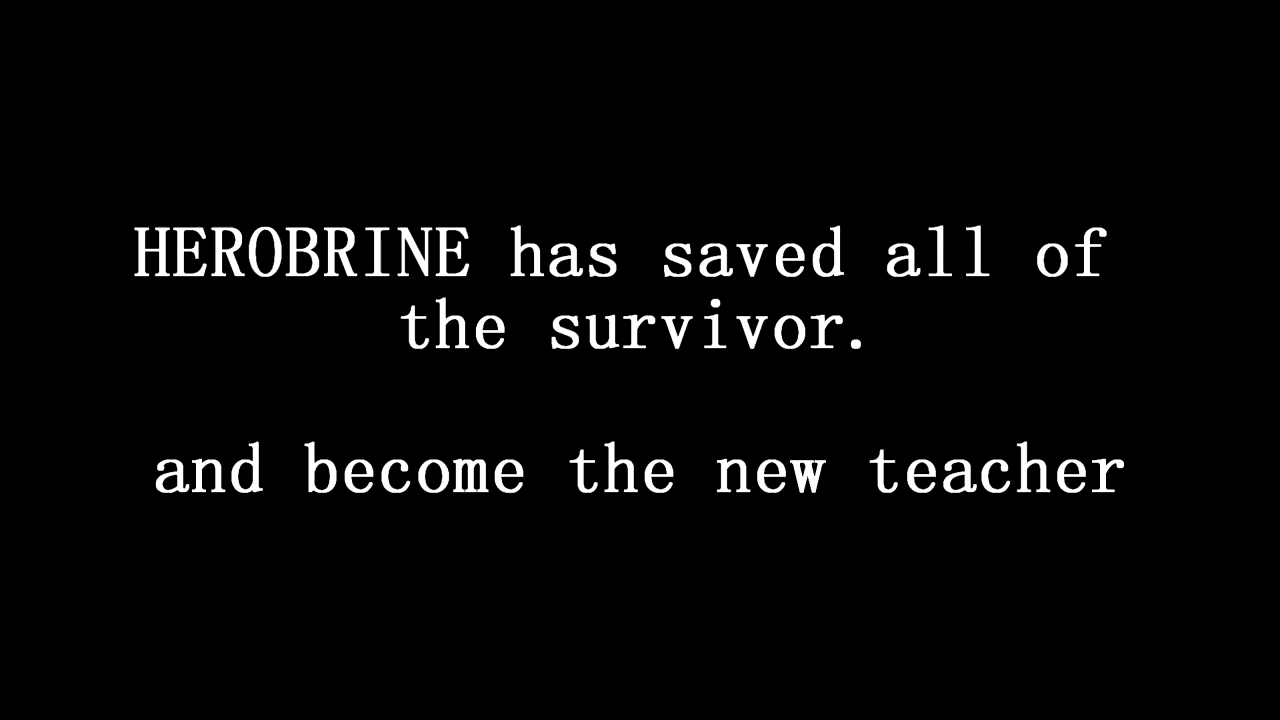 HEROBRINE has saved all of
the survivor.
and become the new teacher